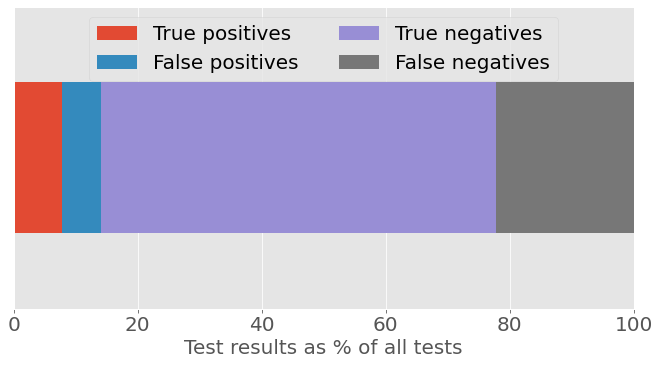 True positives True negatives
False positives False negatives
0 20 40 60 80 100
Test results as % of all tests